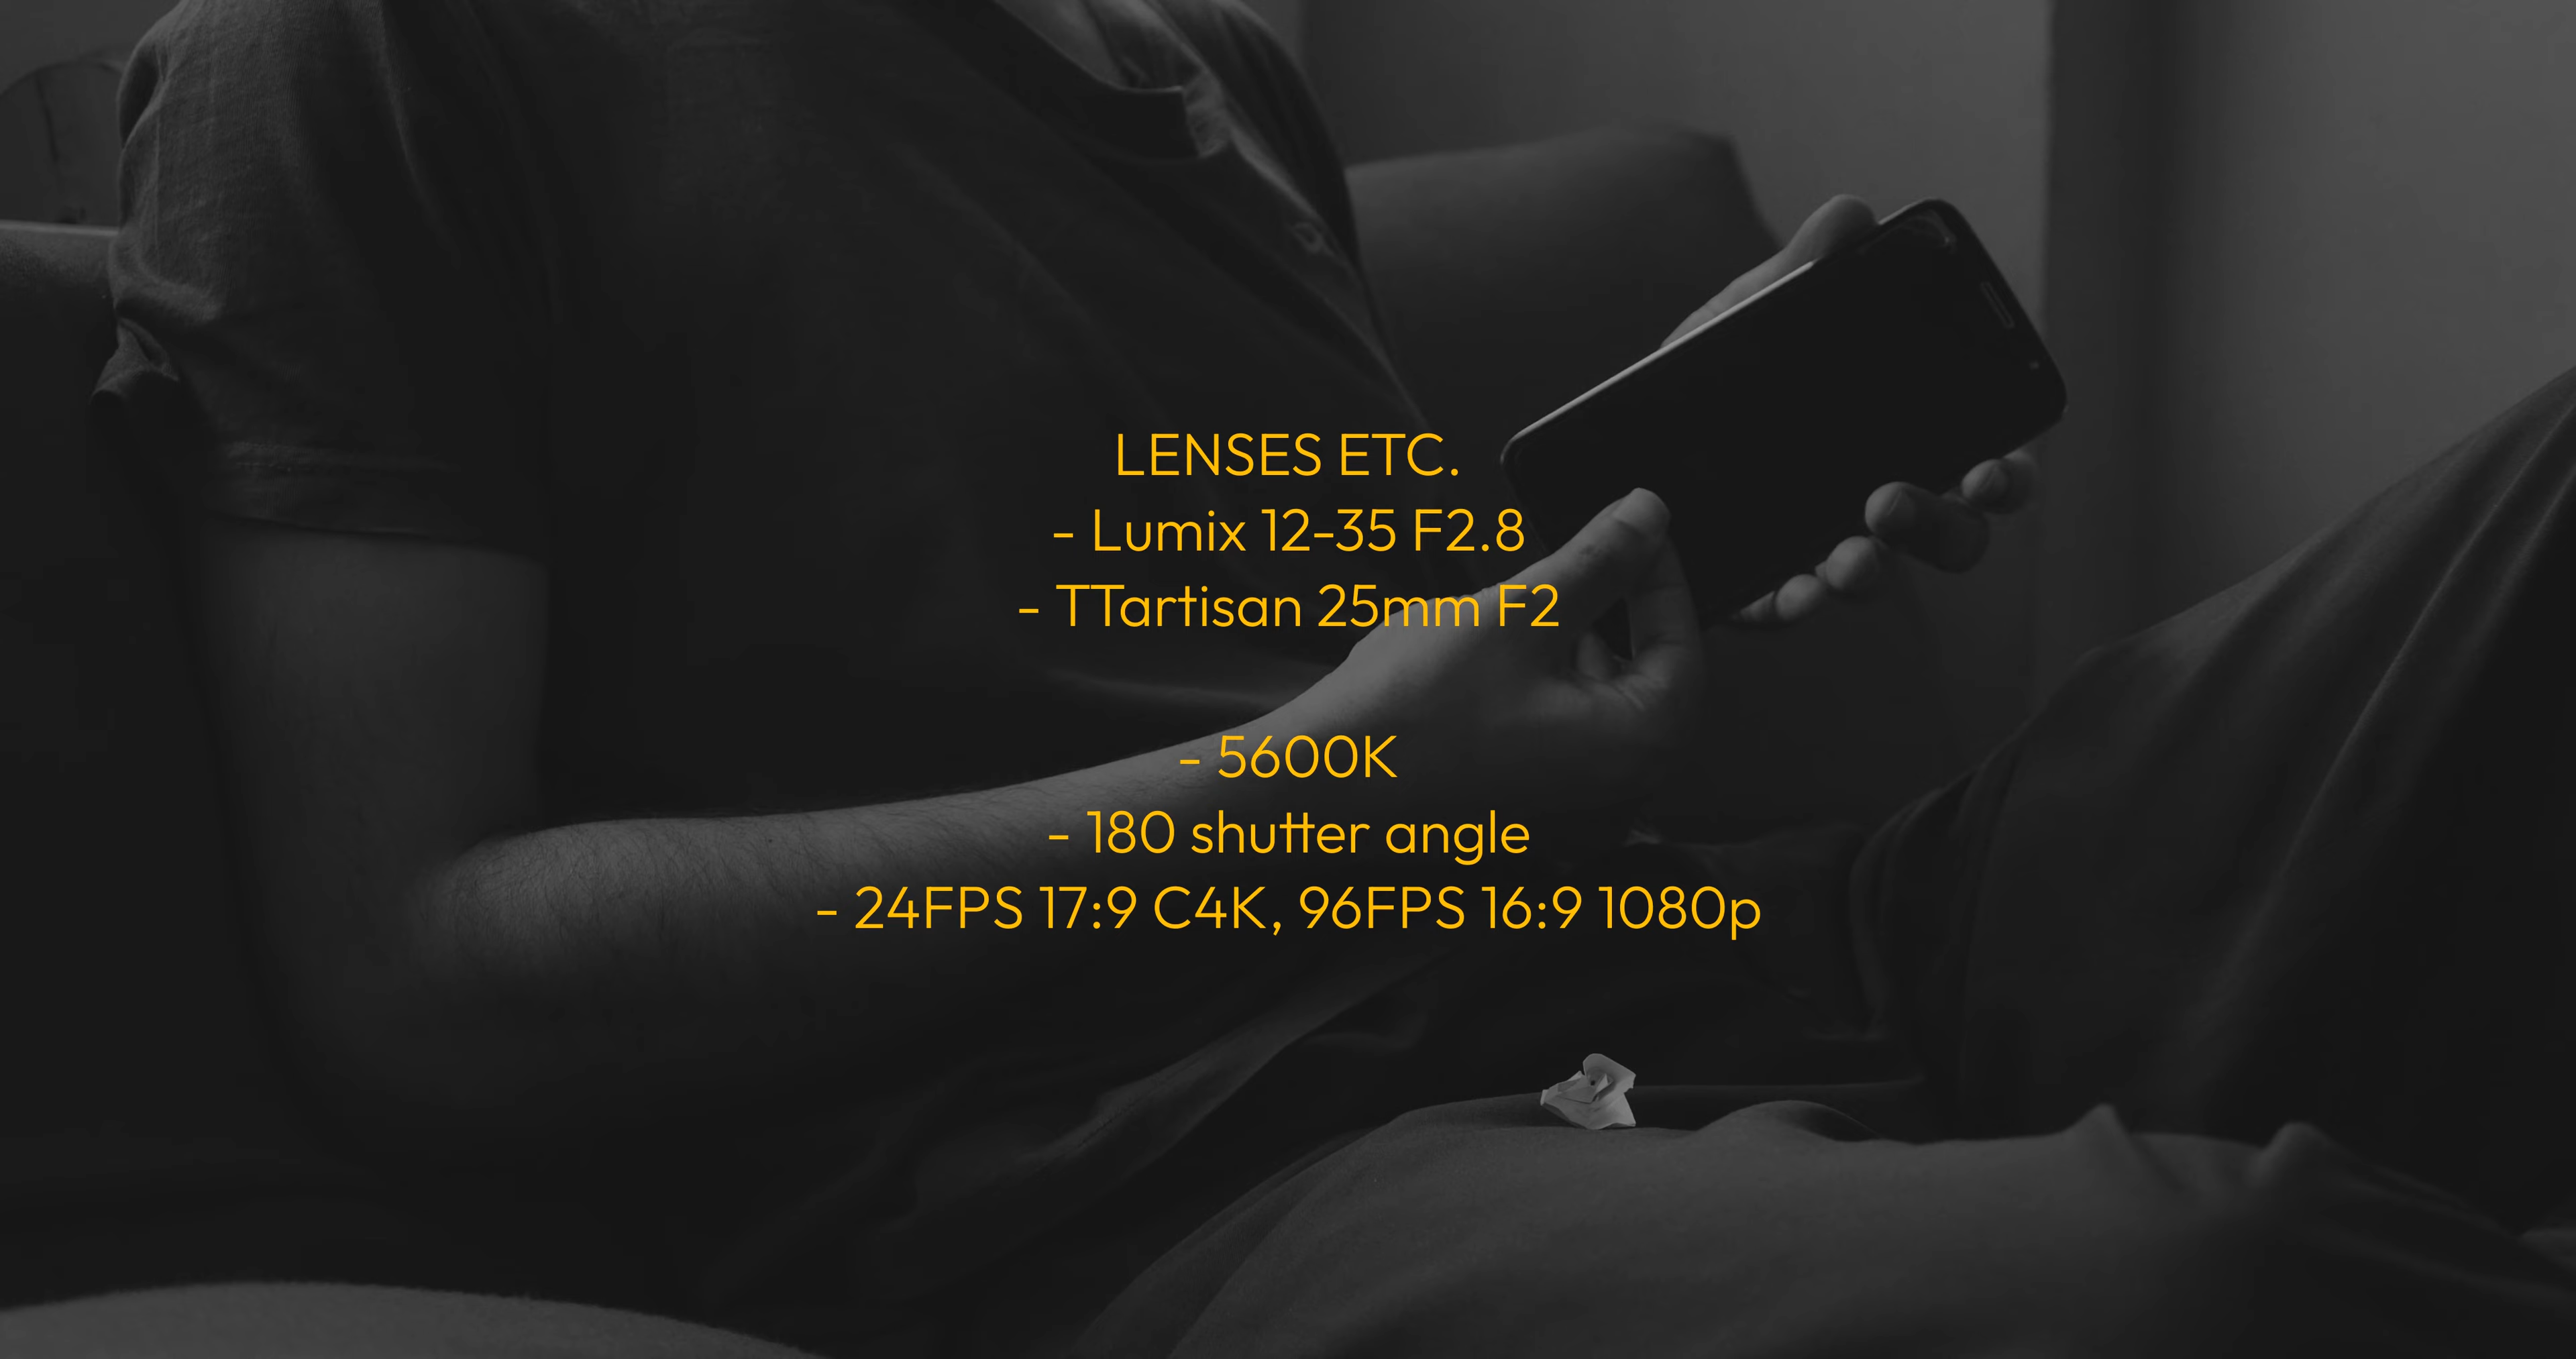 LENSES ETC.
- Lumix 12-35 F2.8
- TTartisan 25mm F2
- 5600K
- 180 shutter angle
- 24FPS 17:9 C4K, 96FPS 16:9 1080p